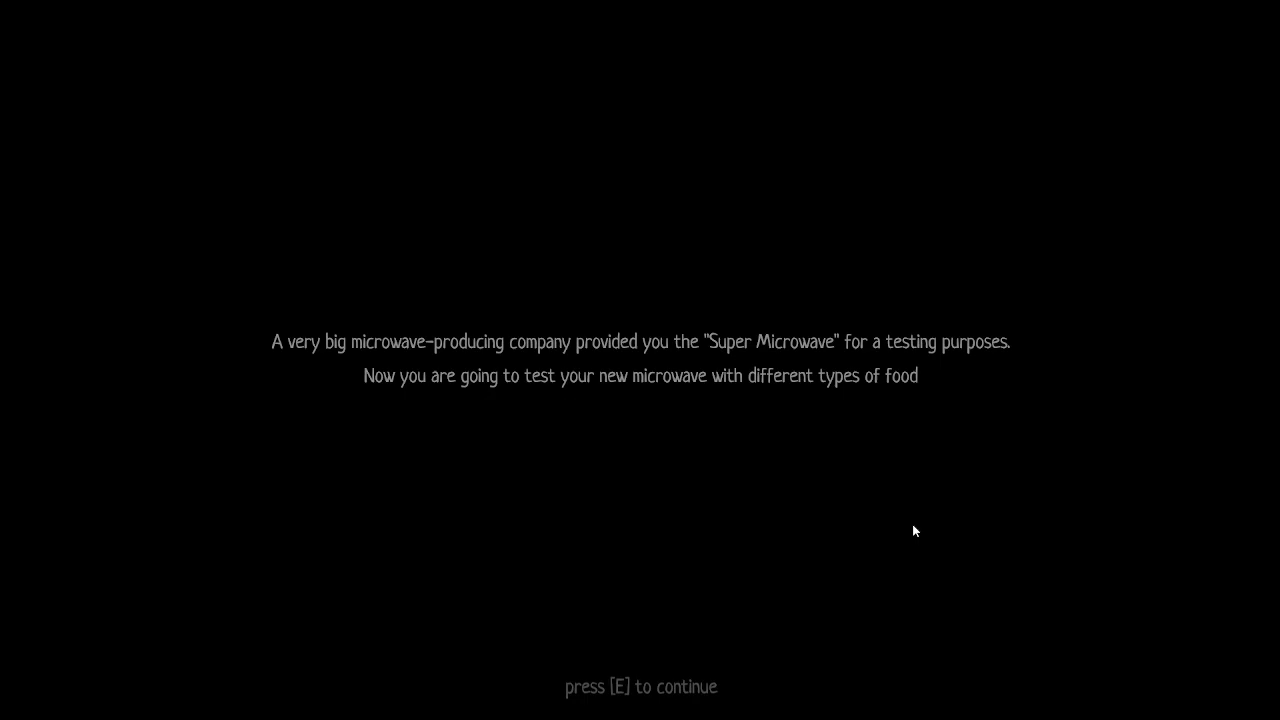 A very big microwave-producing company provided you the "Super Microwave" for a testing purposes.
Now you are going to test your new microwave with different types of food
press [E] to continue